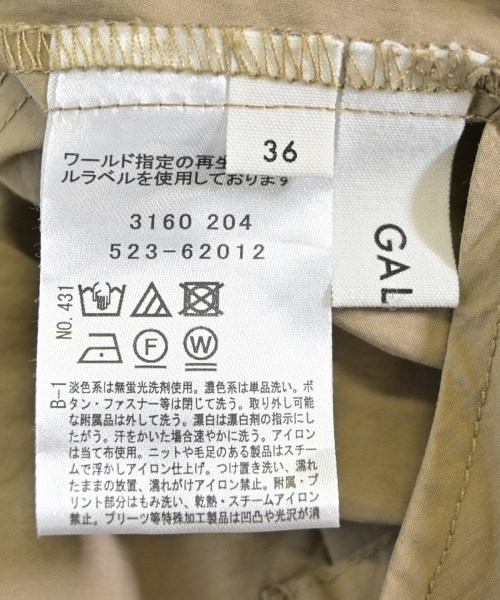 36
GAL
ワールド指定の再生
ルラベルを使用しております
3160 204
523-62012
NO. 431
F
W
B-1
淡色系は無蛍光洗剤使用。濃色系は単品洗い。ボ
タン・ファスナー等は閉じて洗う。取り外し可能
な附属品は外して洗う。漂白は漂白剤の指示にし
たがう。汗をかいた場合速やかに洗う。アイロン
は当て布使用。ニットや毛足のある製品はスチー
ムで浮かしアイロン仕上げ。つけ置き洗い、濡れ
たままの放置、濡れがけアイロン禁止。附属・プ
リント部分はもみ洗い、乾熱・スチームアイロン
禁止。プリーツ等特殊加工製品は凹凸や光沢が消